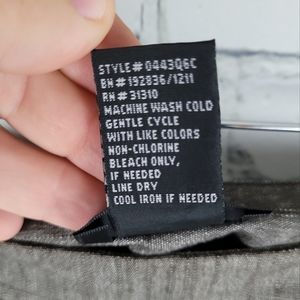 STYLE# 0443Q6C
BN# 192836/1211
RN# 31310
MACHINE WASH COLD
GENTLE CYCLE
WITH LIKE COLORS
NON-CHLORINE
BLEACH ONLY,
IF NEEDED
LINE DRY
COOL IRON IF NEEDED